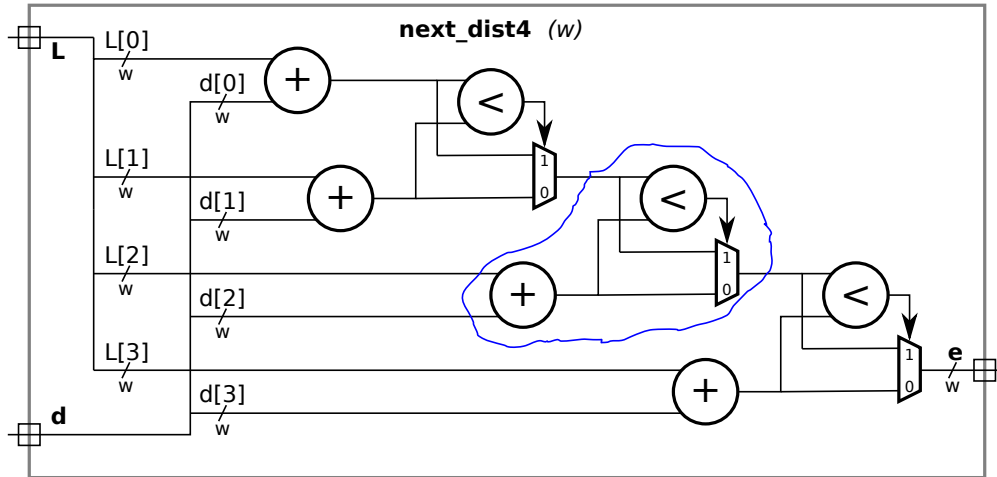 next_dist4 (w)
L
L[0]
w
d[0]
w
+
<
1
0
L[1]
w
d[1]
w
+
<
1
0
L[2]
w
d[2]
w
+
<
1
0
L[3]
w
d[3]
w
+
e
w
d